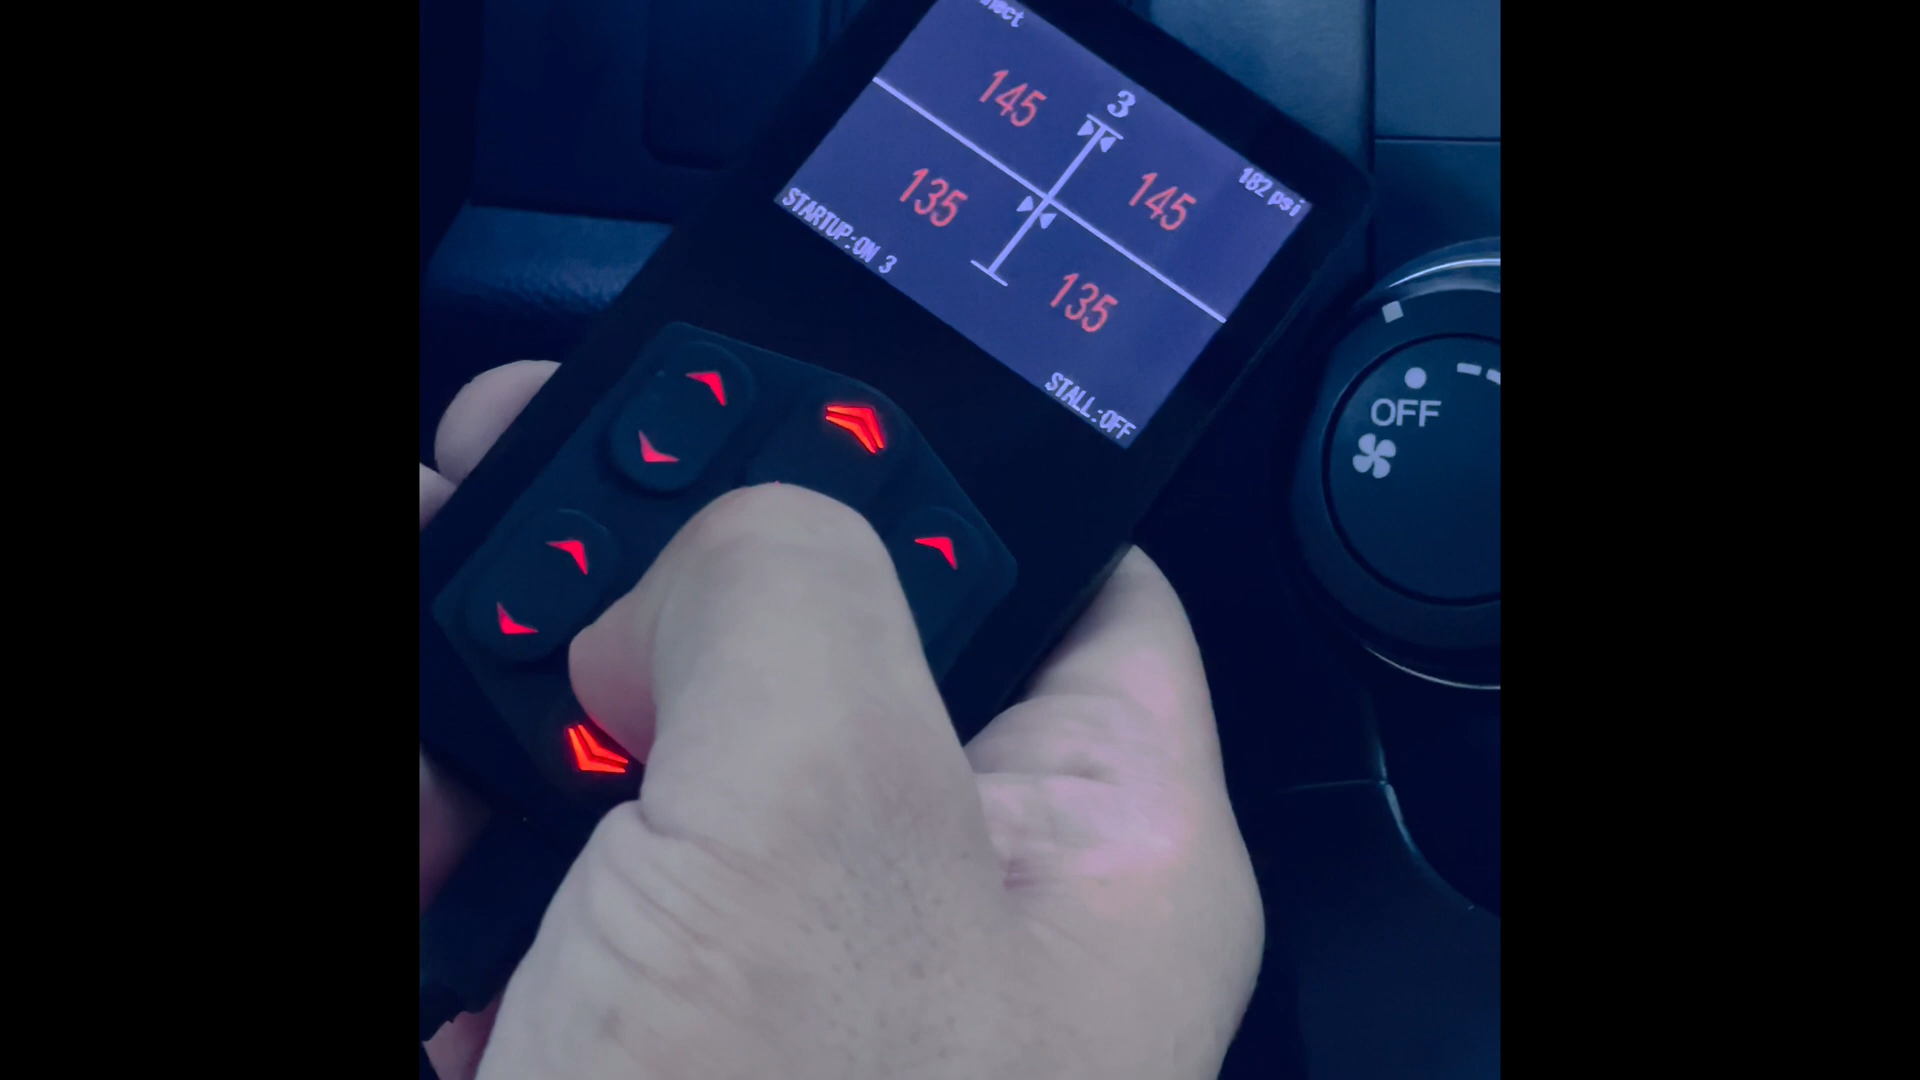 3
182 psi
145 145
135 135
STARTUP:ON 3 STALL:OFF
OFF